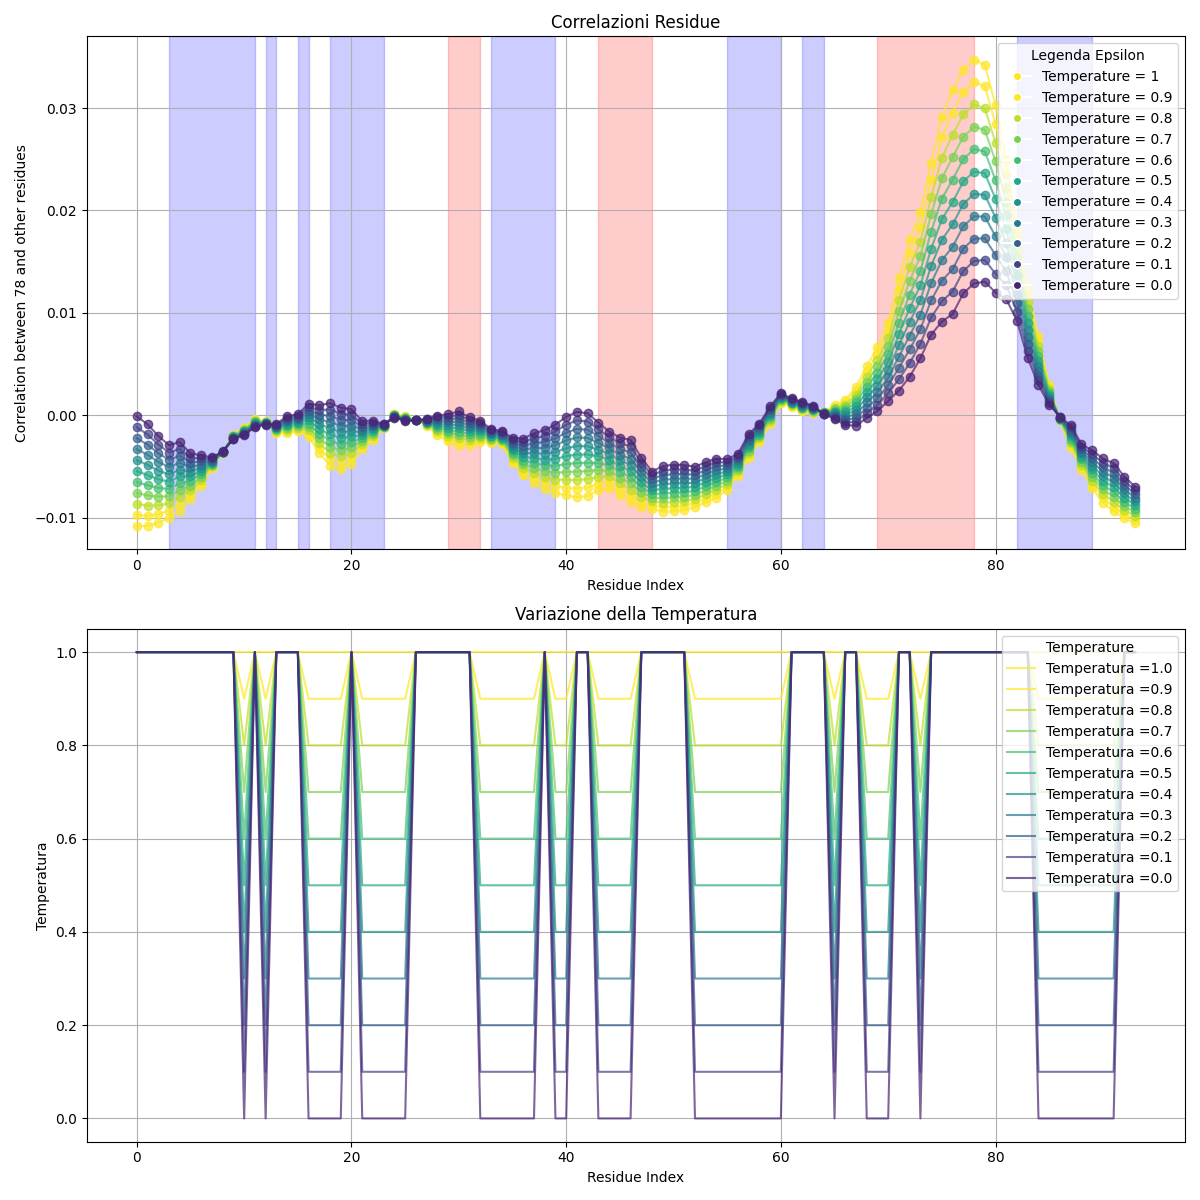 Correlazioni Residue
Correlation between 78 and other residues
0.03
0.02
0.01
0.00
−0.01
Legenda Epsilon
Temperature = 1
Temperature = 0.9
Temperature = 0.8
Temperature = 0.7
Temperature = 0.6
Temperature = 0.5
Temperature = 0.4
Temperature = 0.3
Temperature = 0.2
Temperature = 0.1
Temperature = 0.0
0 20 40 60 80
Residue Index
Variazione della Temperatura
Temperatura
1.0
0.8
0.6
0.4
0.2
0.0
Temperature
Temperatura =1.0
Temperatura =0.9
Temperatura =0.8
Temperatura =0.7
Temperatura =0.6
Temperatura =0.5
Temperatura =0.4
Temperatura =0.3
Temperatura =0.2
Temperatura =0.1
Temperatura =0.0
0 20 40 60 80
Residue Index